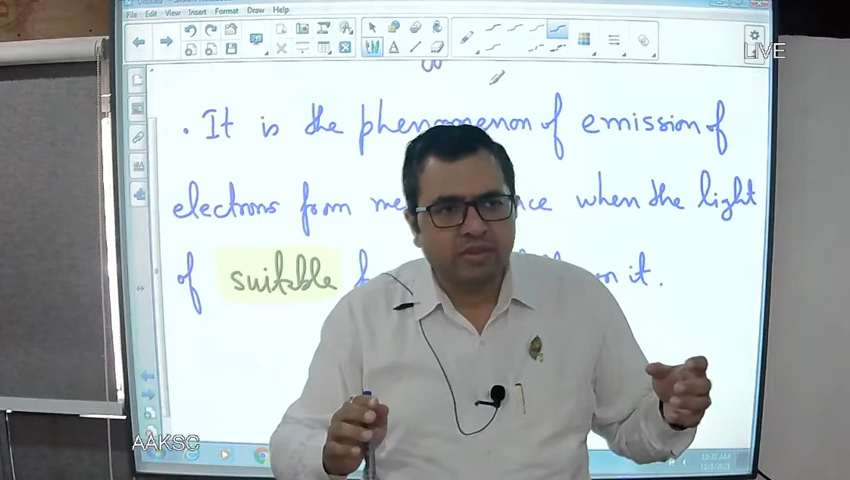 File Edit View Insert Format Draw Help
LIVE
. It is the phenomenon of emission of
electrons from when the light
of suitable it.
AAKSC